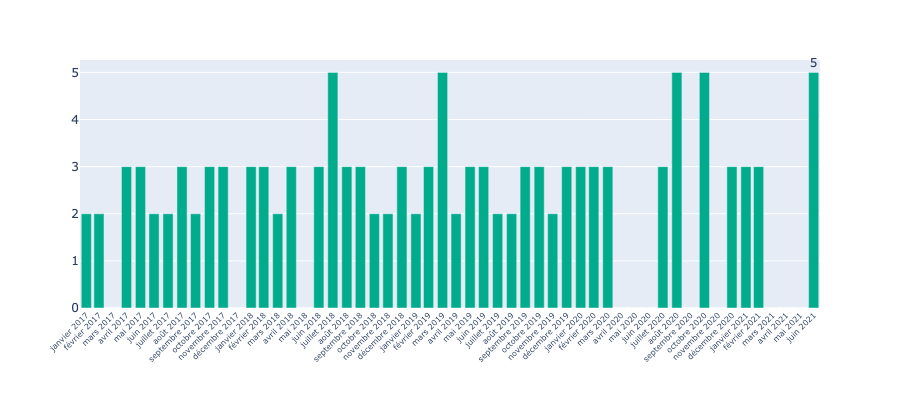 5
5
4
3
2
1
0
janvier 2017
février 2017
mars 2017
avril 2017
mai 2017
juin 2017
juillet 2017
août 2017
septembre 2017
octobre 2017
novembre 2017
décembre 2017
janvier 2018
février 2018
mars 2018
avril 2018
mai 2018
juin 2018
juillet 2018
août 2018
septembre 2018
octobre 2018
novembre 2018
décembre 2018
janvier 2019
février 2019
mars 2019
avril 2019
mai 2019
juin 2019
juillet 2019
août 2019
septembre 2019
octobre 2019
novembre 2019
décembre 2019
janvier 2020
février 2020
mars 2020
avril 2020
mai 2020
juin 2020
juillet 2020
août 2020
septembre 2020
octobre 2020
novembre 2020
décembre 2020
janvier 2021
février 2021
mars 2021
avril 2021
mai 2021
juin 2021